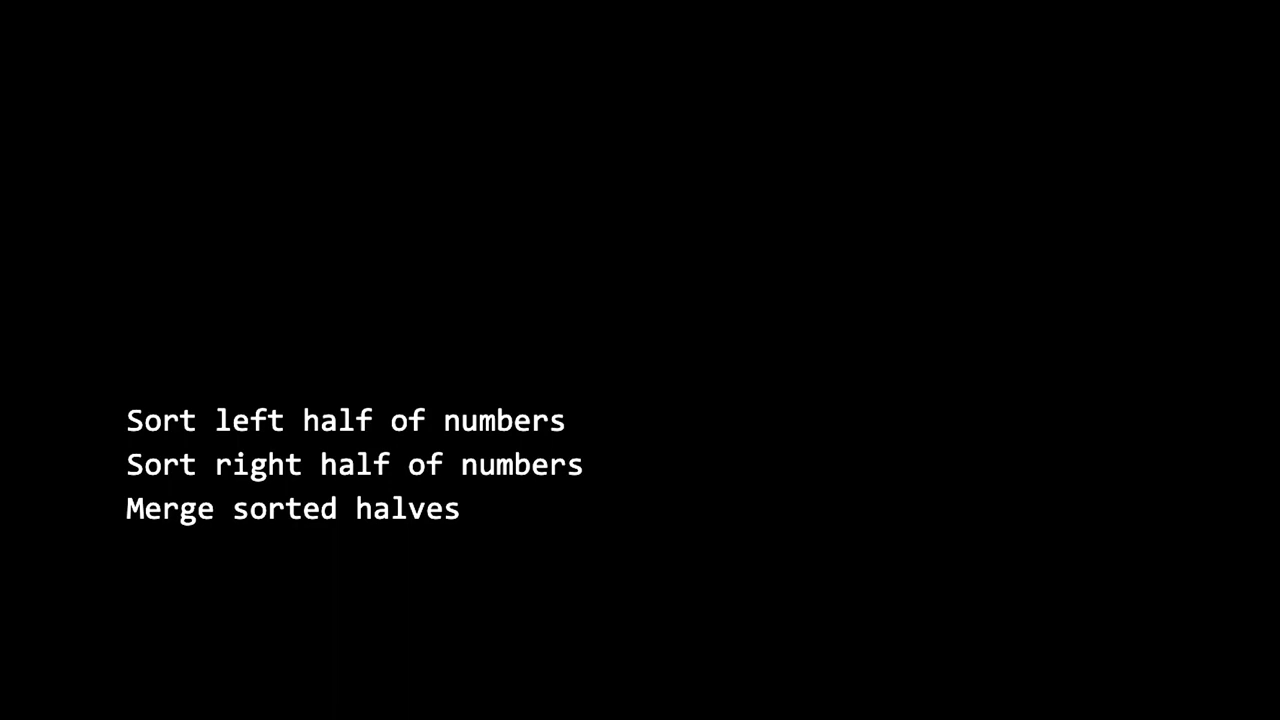 Sort left half of numbers
Sort right half of numbers
Merge sorted halves